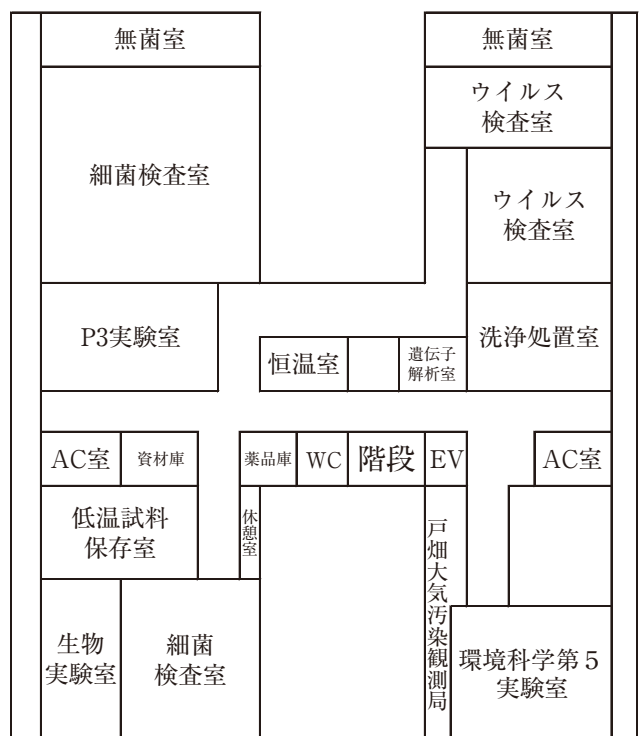 無菌室
無菌室
ウイルス
検査室
細菌検査室
ウイルス
検査室
P3実験室
恒温室
遺伝子
解析室
洗浄処置室
AC室
資材庫
薬品庫
WC
階段
EV
AC室
低温試料
保存室
休憩室
戸畑大気汚染観測局
生物
実験室
細菌
検査室
環境科学第5
実験室